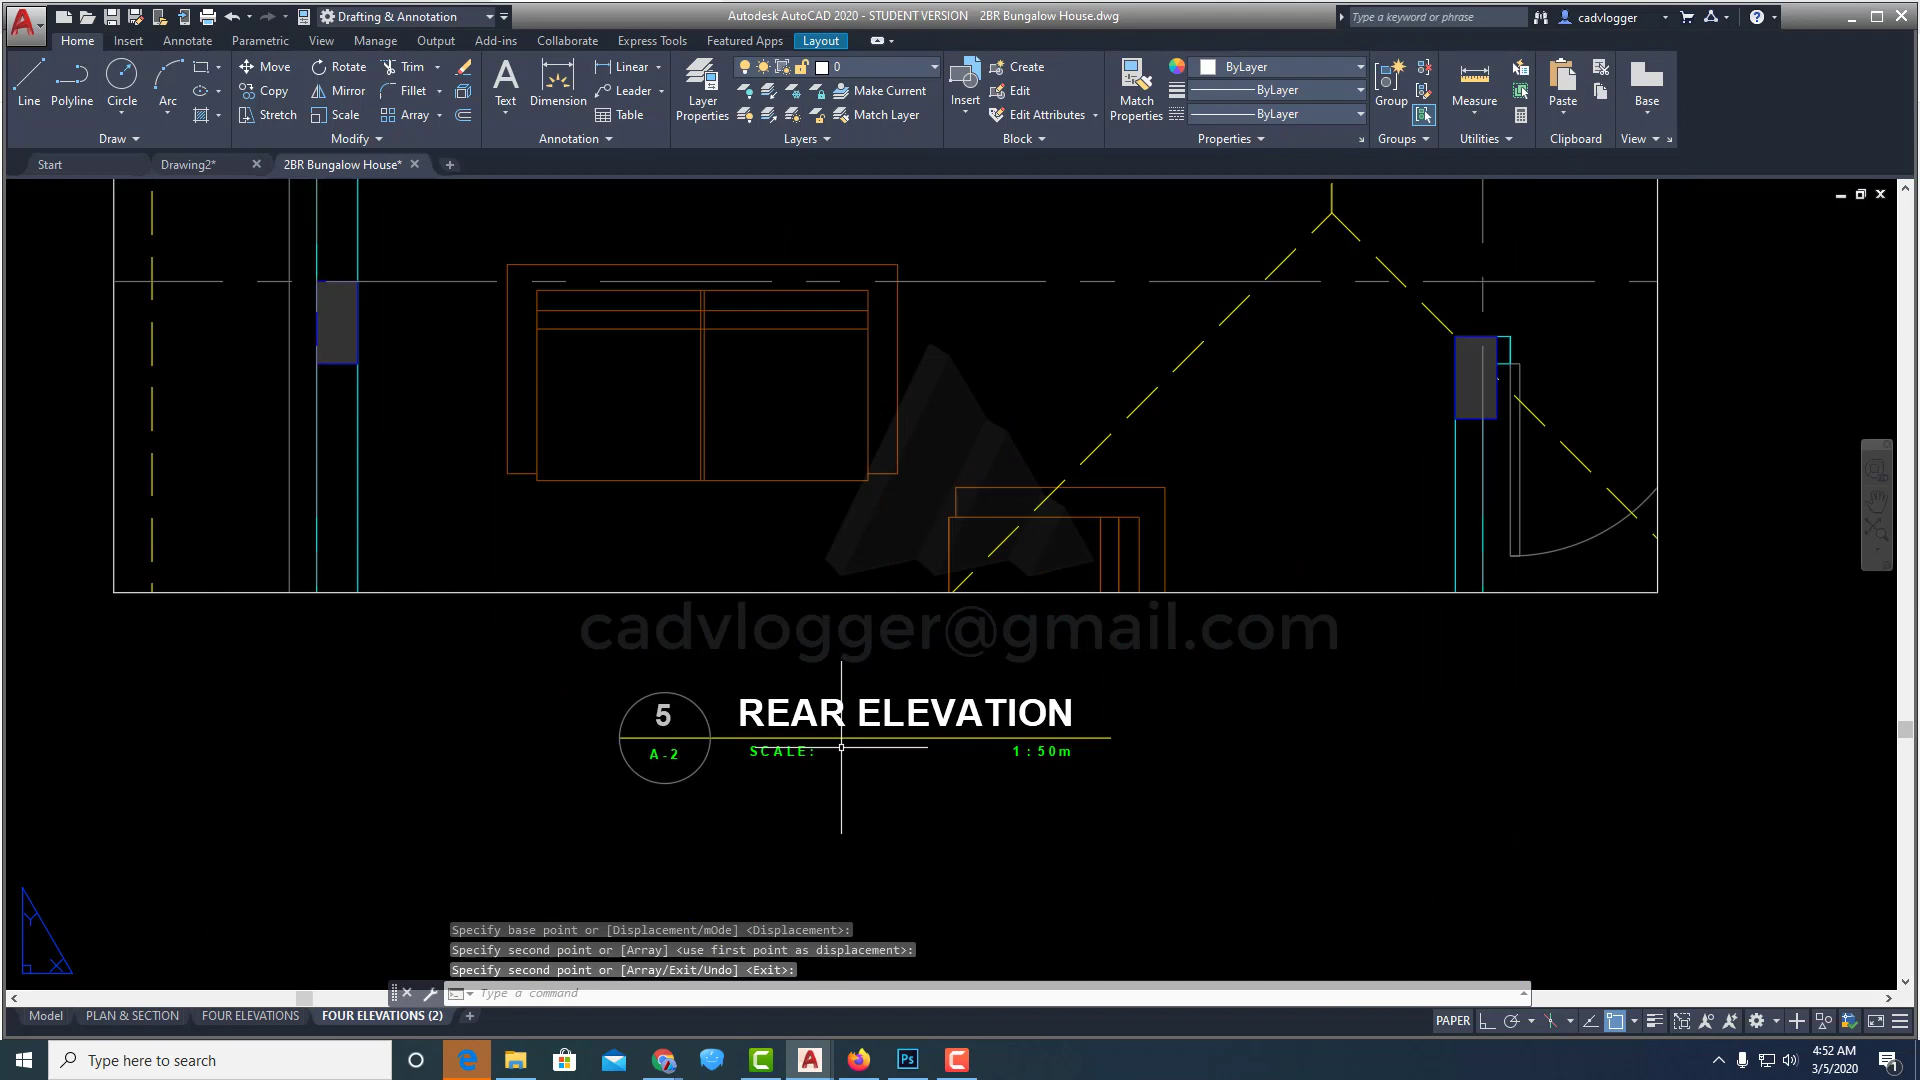 Drafting & Annotation
Autodesk AutoCAD 2020 - STUDENT VERSION 2BR Bungalow House.dwg
Type a keyword or phrase
cadvlogger
Home Insert Annotate Parametric View Manage Output Add-ins Collaborate Express Tools Featured Apps Layout
Line
Polyline
Circle
Arc
Move
Rotate
Trim
Copy
Mirror
Fillet
Stretch
Scale
Array
Text
Dimension
Linear
Leader
Table
Layer
Properties
0
Make Current
Match Layer
Insert
Create
Edit
Edit Attributes
Match
Properties
ByLayer
ByLayer
ByLayer
Group
Measure
Paste
Base
Draw
Modify
Annotation
Layers
Block
Properties
Groups
Utilities
Clipboard
View
Start
Drawing2*
2BR Bungalow House*
cadvlogger@gmail.com
5
REAR ELEVATION
A-2
SCALE:
1:50m
Y
X
Specify base point or [Displacement/mOde] <Displacement>:
Specify second point or [Array] <use first point as displacement>:
Specify second point or [Array/Exit/Undo] <Exit>:
Type a command
Model
PLAN & SECTION
FOUR ELEVATIONS
FOUR ELEVATIONS (2)
PAPER
Type here to search
Ps
4:52 AM
3/5/2020
1